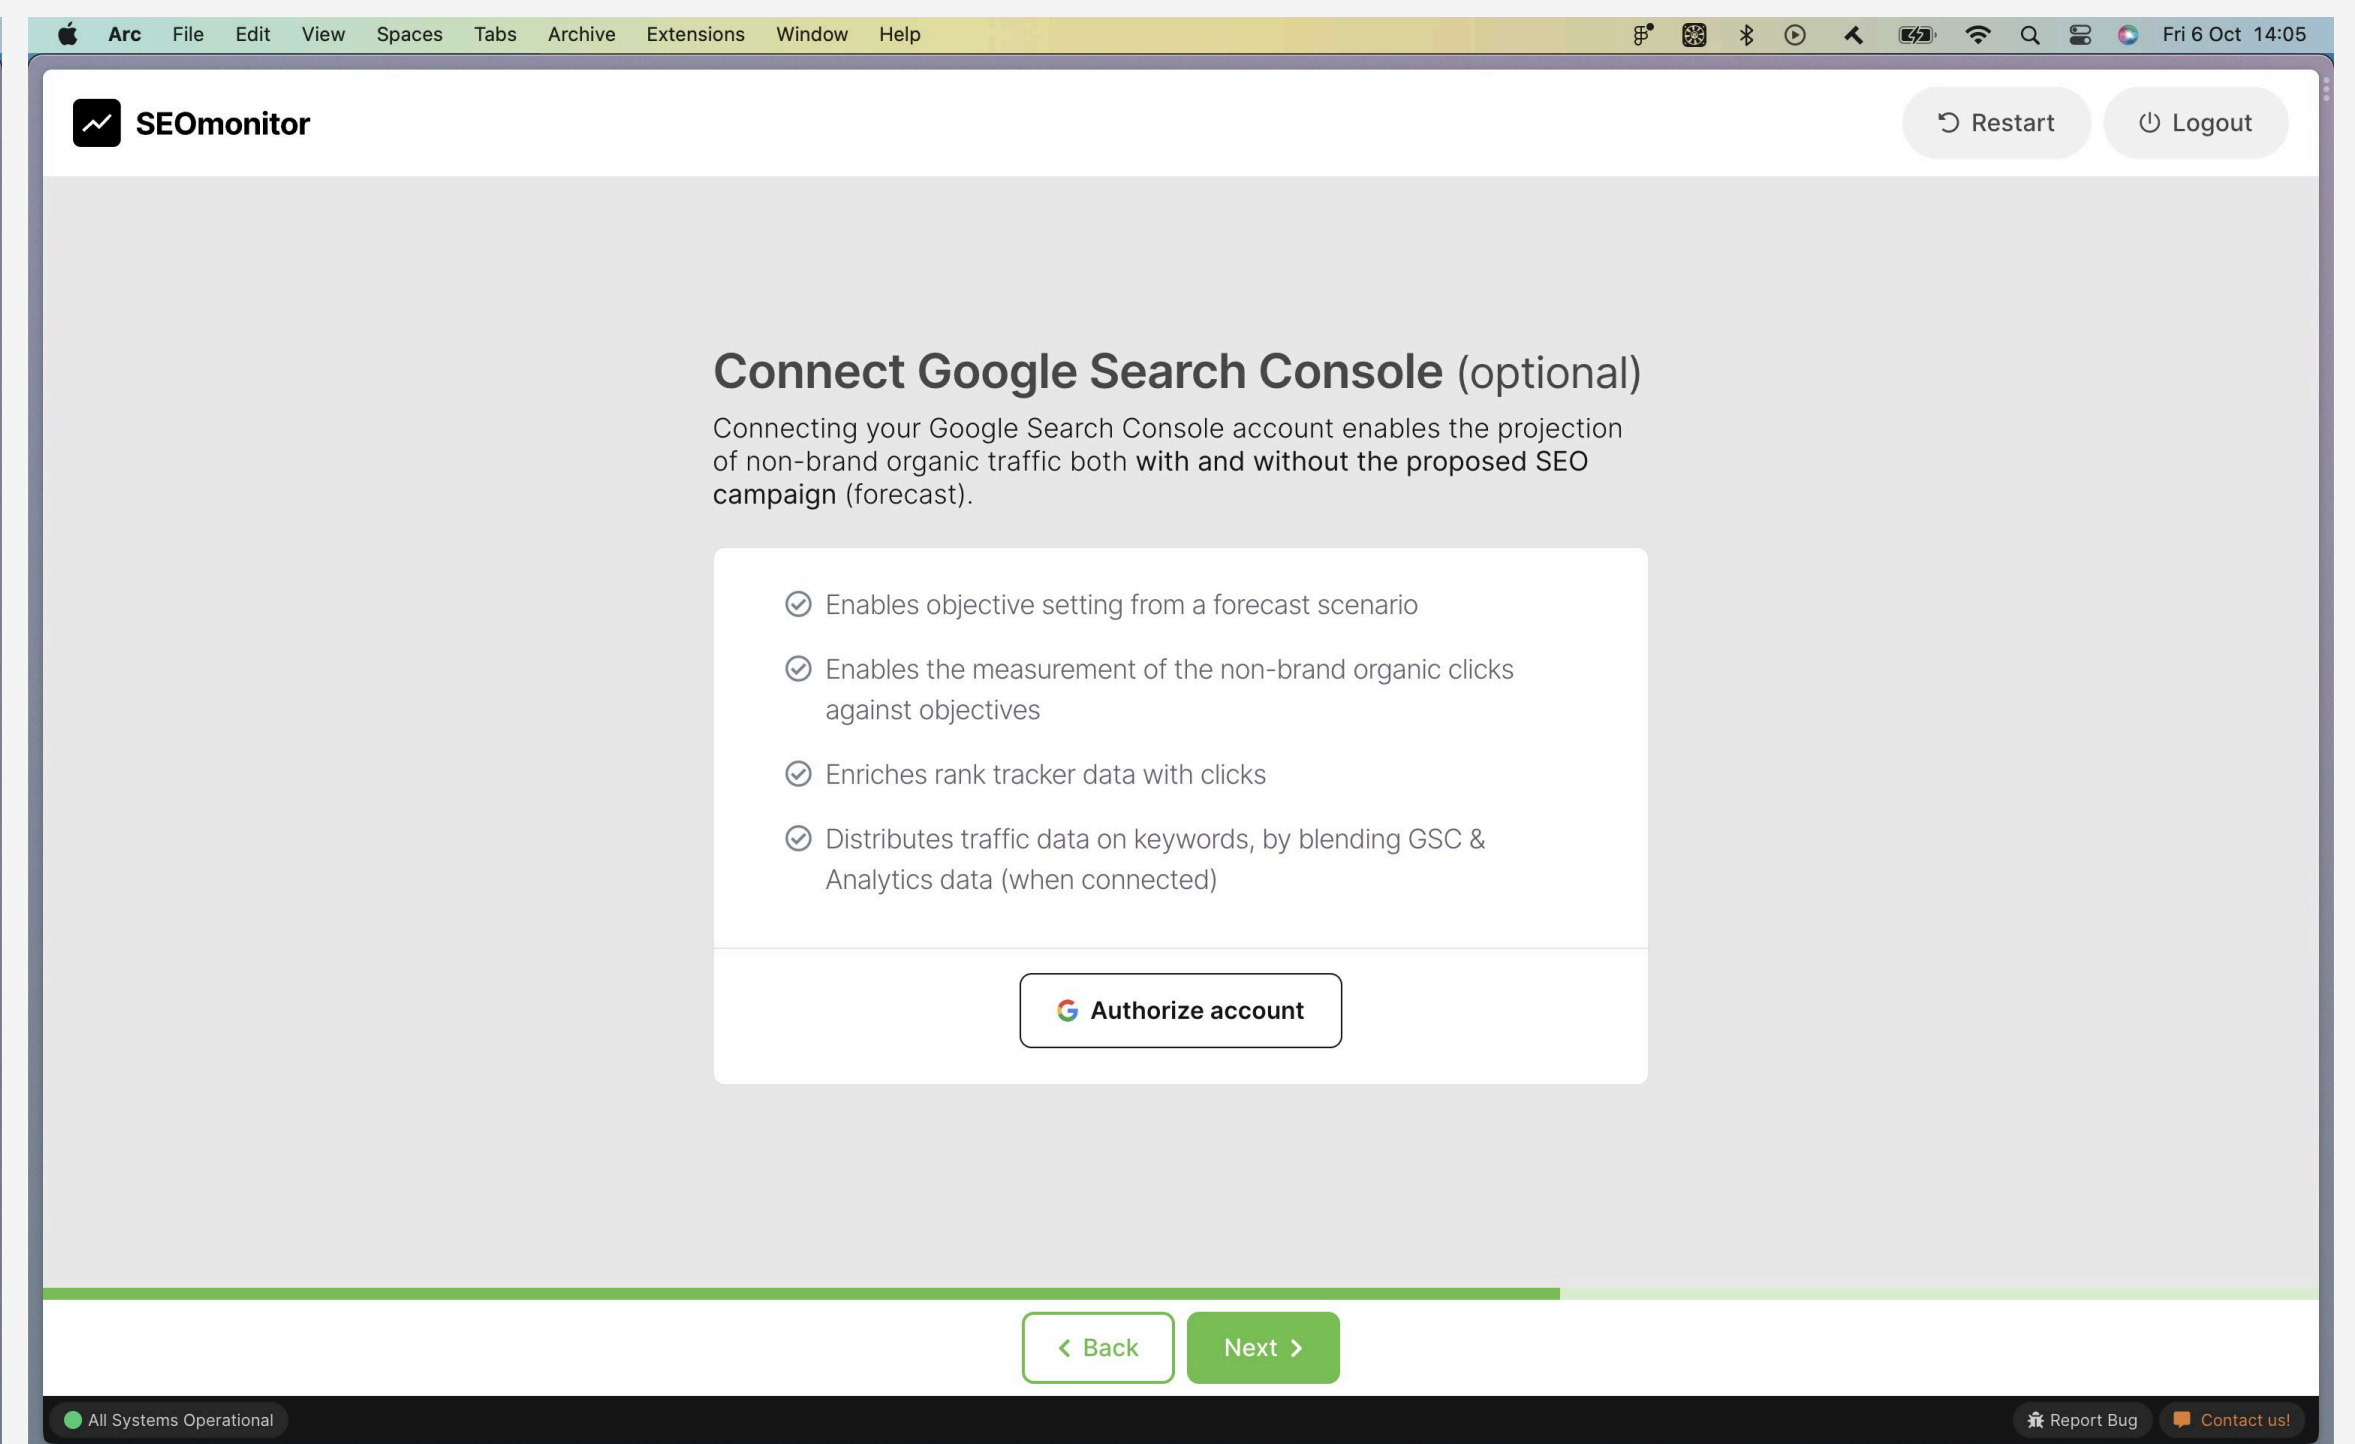 Arc File Edit View Spaces Tabs Archive Extensions Window Help Fri 6 Oct 14:05
SEOmonitor
Restart
Logout
Connect Google Search Console (optional)
Connecting your Google Search Console account enables the projection
of non-brand organic traffic both with and without the proposed SEO
campaign (forecast).
Enables objective setting from a forecast scenario
Enables the measurement of the non-brand organic clicks
against objectives
Enriches rank tracker data with clicks
Distributes traffic data on keywords, by blending GSC &
Analytics data (when connected)
Authorize account
Back
Next
All Systems Operational
Report Bug
Contact us!